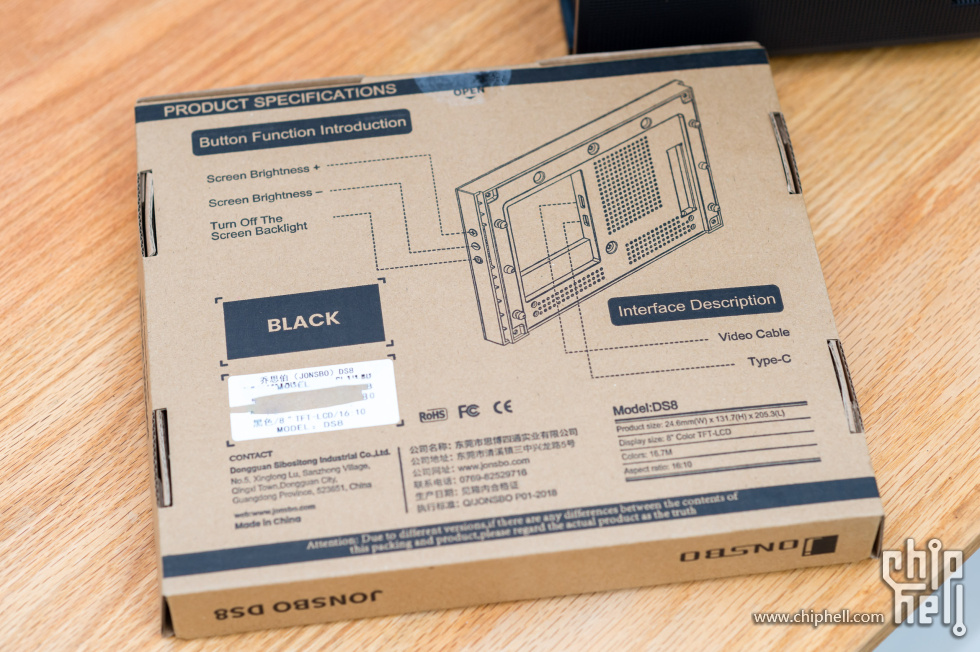 PRODUCT SPECIFICATIONS
OPEN
Button Function Introduction
Screen Brightness +
Screen Brightness −
Turn Off The
Screen Backlight
BLACK
Interface Description
Video Cable
Type-C
乔思伯 (JONSBO) DS8
黑色/8"TFT-LCD/16:10
MODEL: DS8
RoHS FC CE
Model:DS8
Product size: 24.6mm(W) x 131.7(H) x 205.3(L)
Display size: 8" Color TFT-LCD
Colors: 16.7M
Aspect ratio: 16:10
CONTACT
Dongguan Sibositong Industrial Co.,Ltd.
No.5, Xinglong Lu, Sanzhong Village,
Qingxi Town,Dongguan City,
Guangdong Province, 523651, China
web:www.jonsbo.com
Made in China
公司名称: 东莞市思博四通实业有限公司
公司地址: 东莞市清溪镇三中兴龙路5号
公司网址: www.jonsbo.com
联系电话: 0769-82529718
生产日期: 见箱内合格证
执行标准: Q/JONSBO P01-2018
Attention: Due to different versions,if there are any differences between the contents of
this packing and product,please regard the actual product as the truth
JONSBO DS8
JONSBO
chip hell
www.chiphell.com